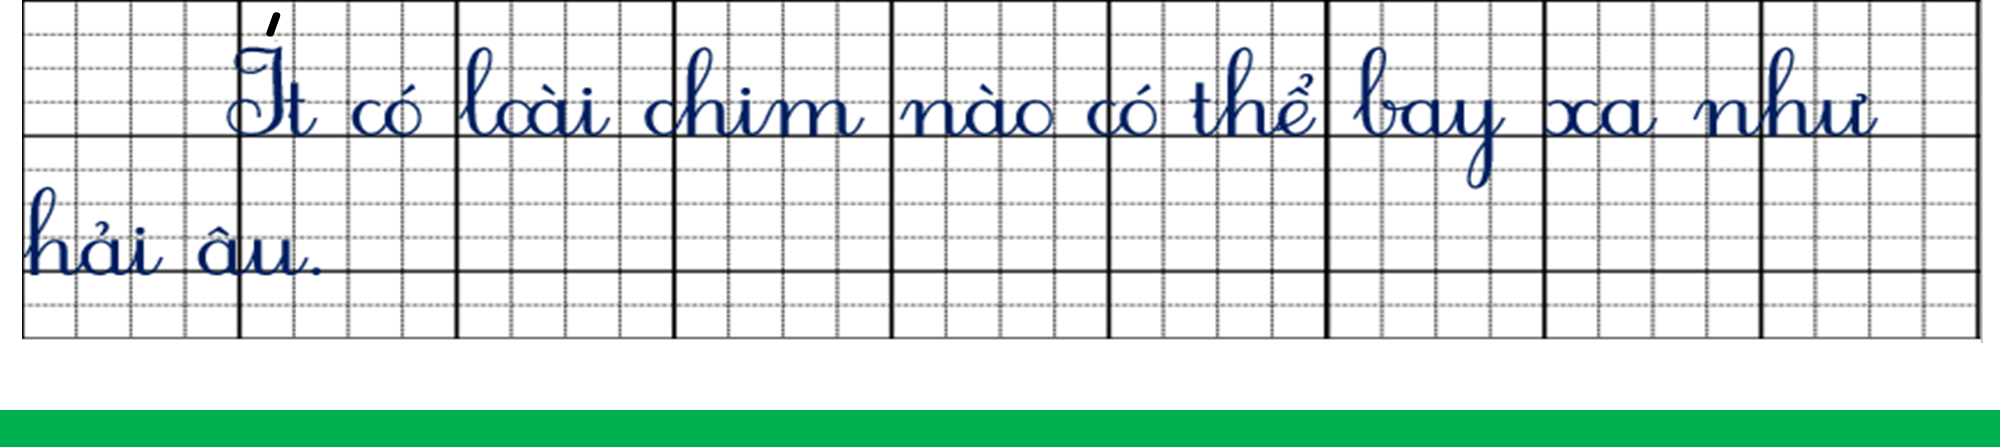 Ít có loài chim nào có thể bay xa như
hải âu.